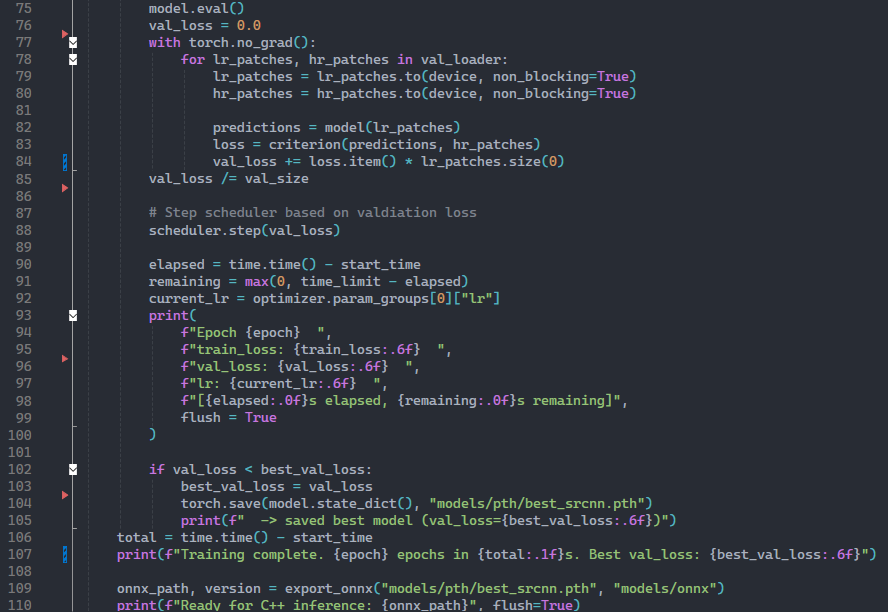 75 model.eval()
76 val_loss = 0.0
77 with torch.no_grad():
78 for lr_patches, hr_patches in val_loader:
79 lr_patches = lr_patches.to(device, non_blocking=True)
80 hr_patches = hr_patches.to(device, non_blocking=True)
81
82 predictions = model(lr_patches)
83 loss = criterion(predictions, hr_patches)
84 val_loss += loss.item() * lr_patches.size(0)
85 val_loss /= val_size
86
87 # Step scheduler based on valdiation loss
88 scheduler.step(val_loss)
89
90 elapsed = time.time() - start_time
91 remaining = max(0, time_limit - elapsed)
92 current_lr = optimizer.param_groups[0]["lr"]
93 print(
94 f"Epoch {epoch}  ",
95 f"train_loss: {train_loss:.6f}  ",
96 f"val_loss: {val_loss:.6f}  ",
97 f"lr: {current_lr:.6f}  ",
98 f"[{elapsed:.0f}s elapsed, {remaining:.0f}s remaining]",
99 flush = True
100 )
101
102 if val_loss < best_val_loss:
103 best_val_loss = val_loss
104 torch.save(model.state_dict(), "models/pth/best_srcnn.pth")
105 print(f"  -> saved best model (val_loss={best_val_loss:.6f})")
106 total = time.time() - start_time
107 print(f"Training complete. {epoch} epochs in {total:.1f}s. Best val_loss: {best_val_loss:.6f}")
108
109 onnx_path, version = export_onnx("models/pth/best_srcnn.pth", "models/onnx")
110 print(f"Ready for C++ inference: {onnx_path}", flush=True)